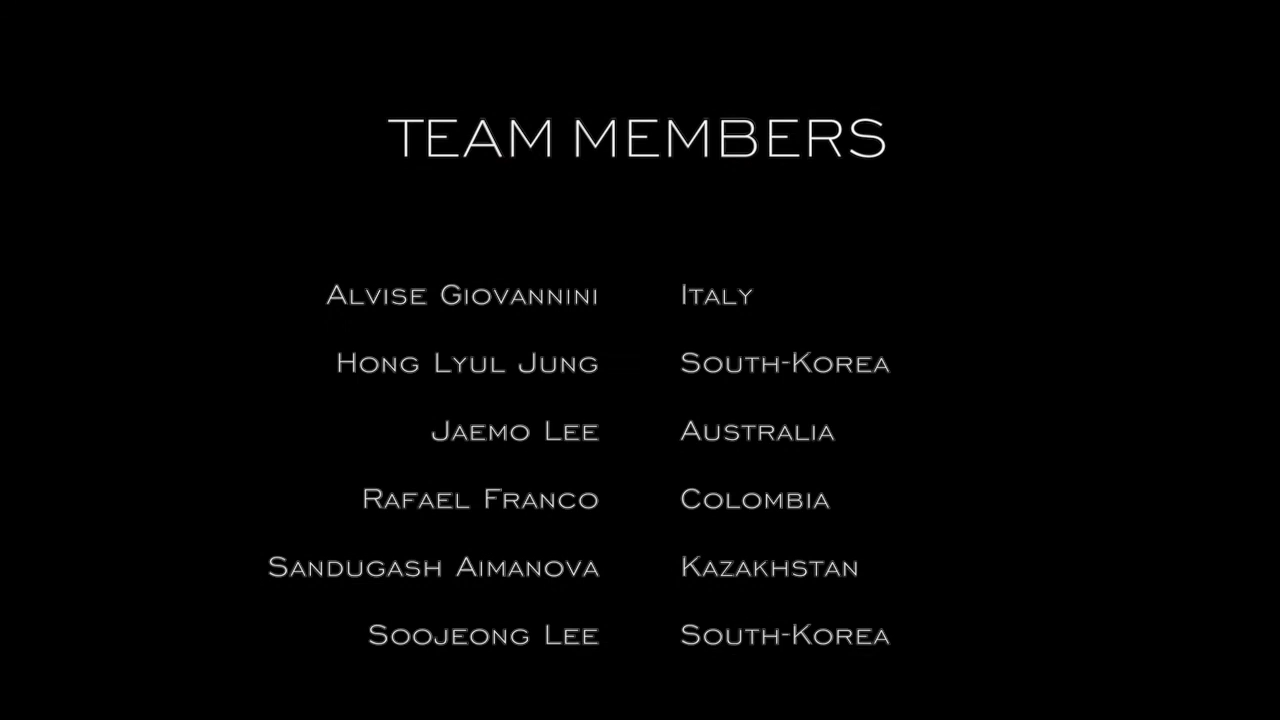 TEAM MEMBERS
Alvise Giovannini Italy
Hong Lyul Jung South-Korea
Jaemo Lee Australia
Rafael Franco Colombia
Sandugash Aimanova Kazakhstan
Soojeong Lee South-Korea